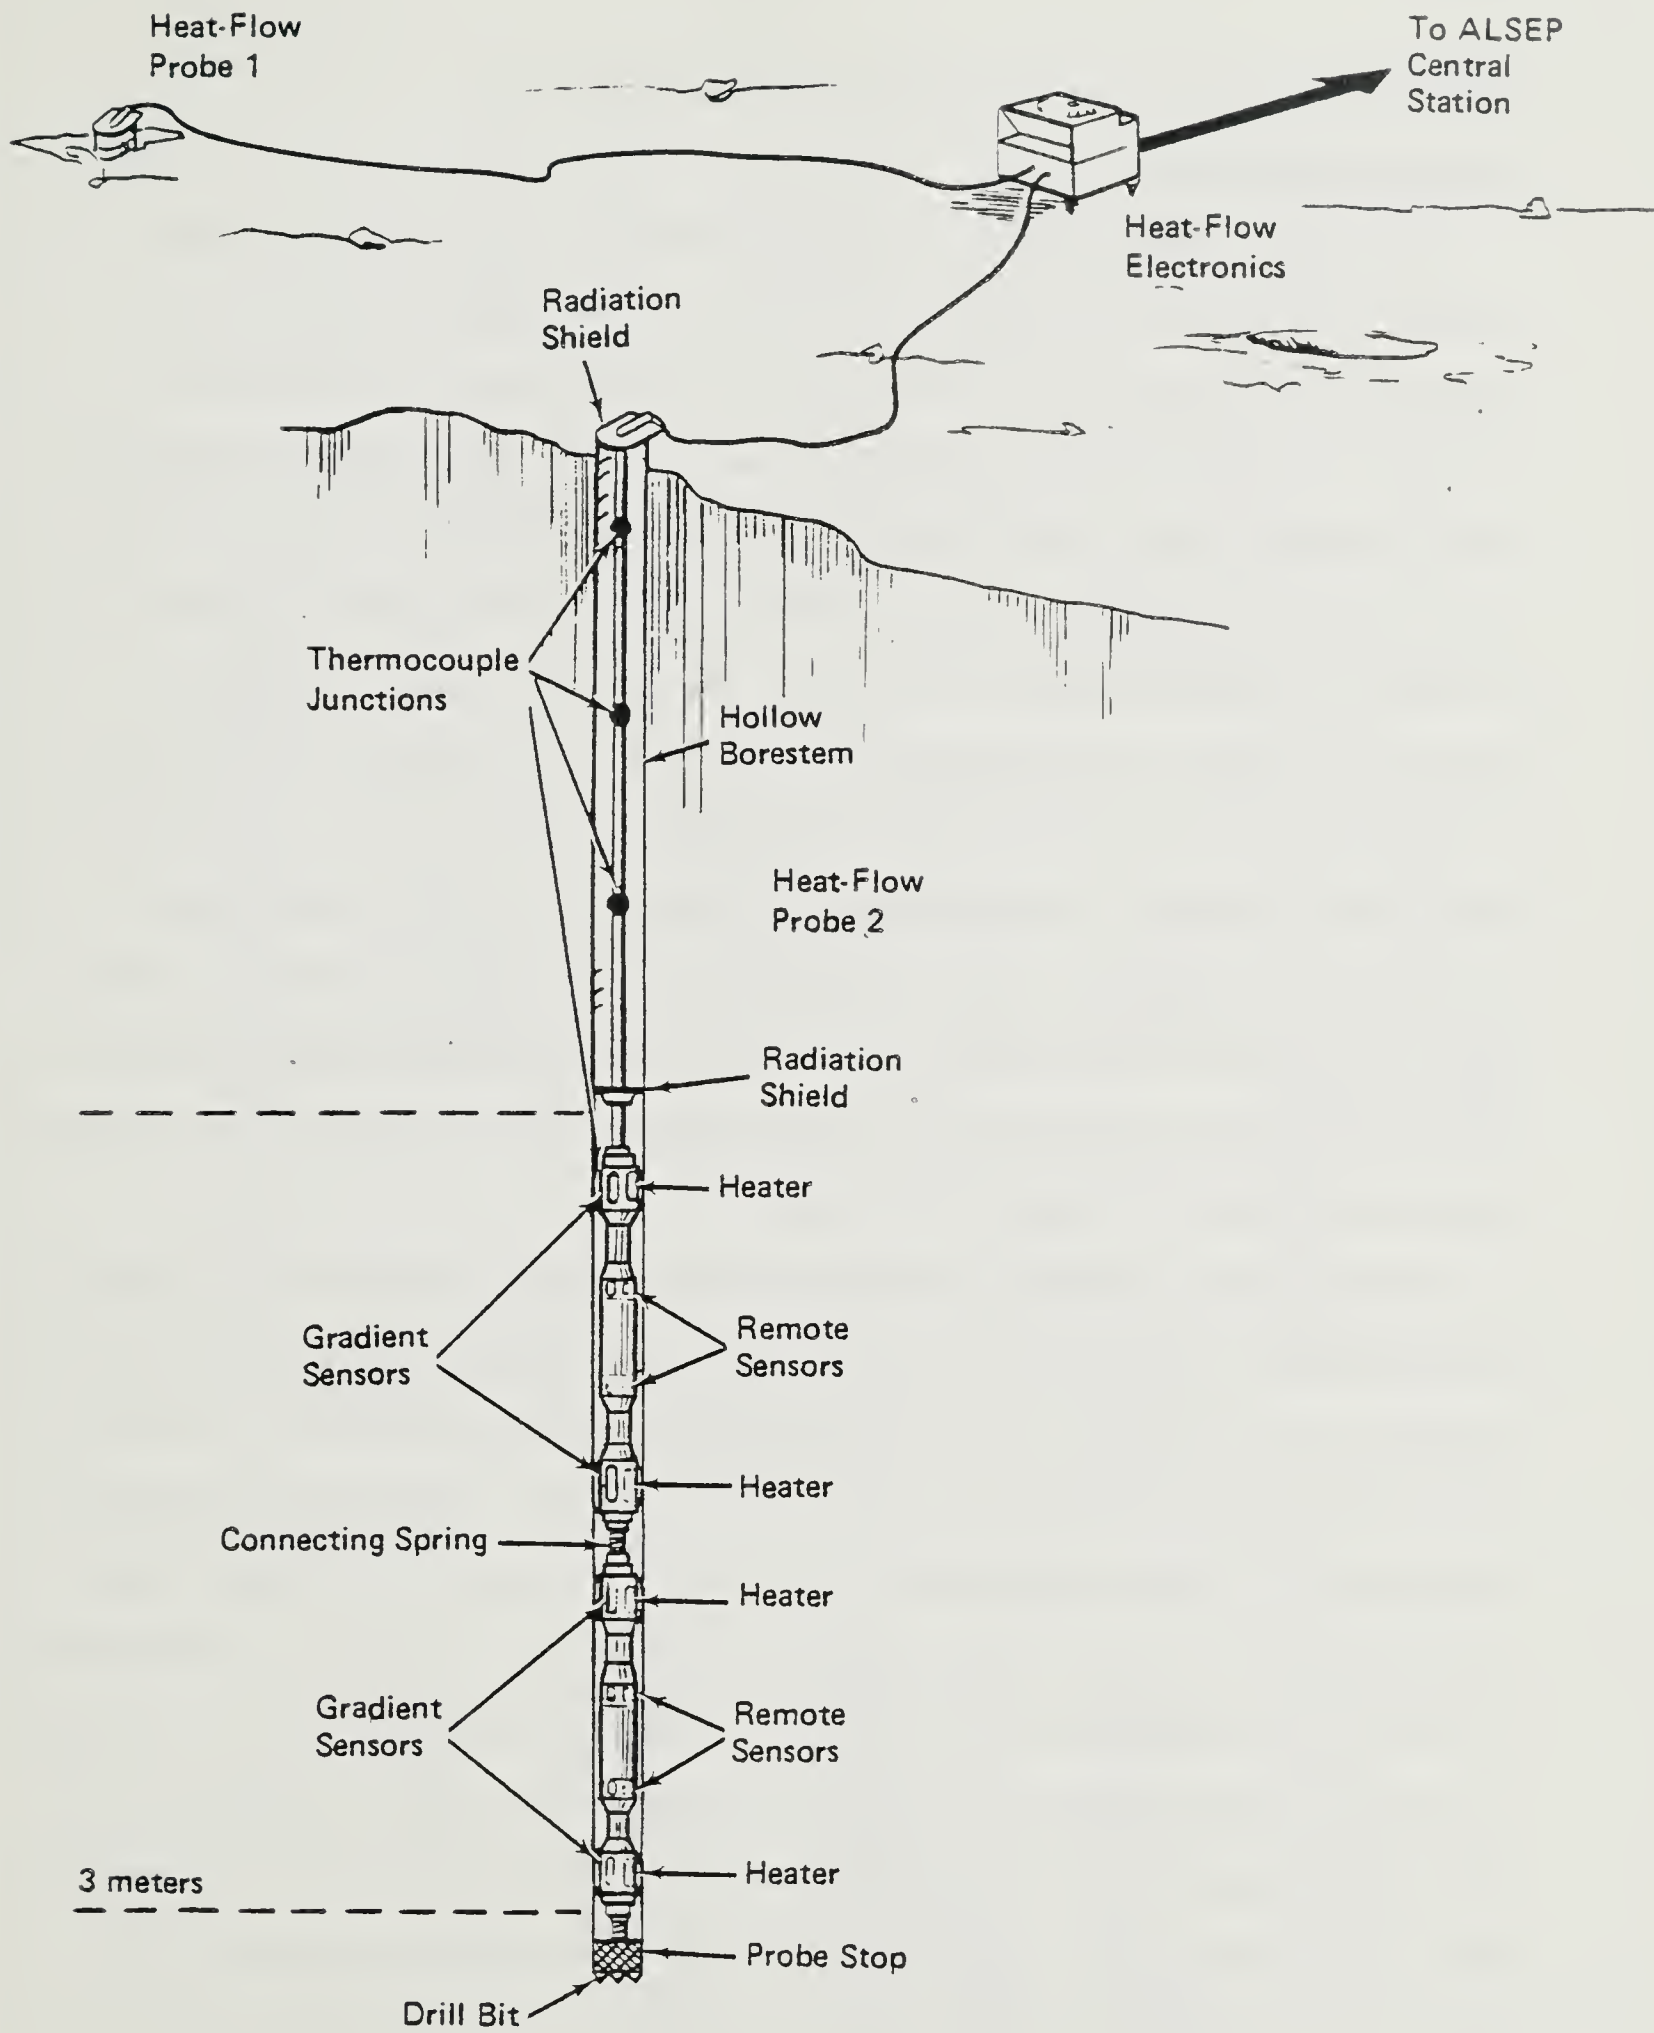 Heat-Flow
Probe 1
To ALSEP
Central
Station
Heat-Flow
Electronics
Radiation
Shield
Thermocouple
Junctions
Hollow
Borestem
Heat-Flow
Probe 2
Radiation
Shield
Heater
Gradient
Sensors
Remote
Sensors
Heater
Connecting Spring
Heater
Gradient
Sensors
Remote
Sensors
3 meters
Heater
Probe Stop
Drill Bit